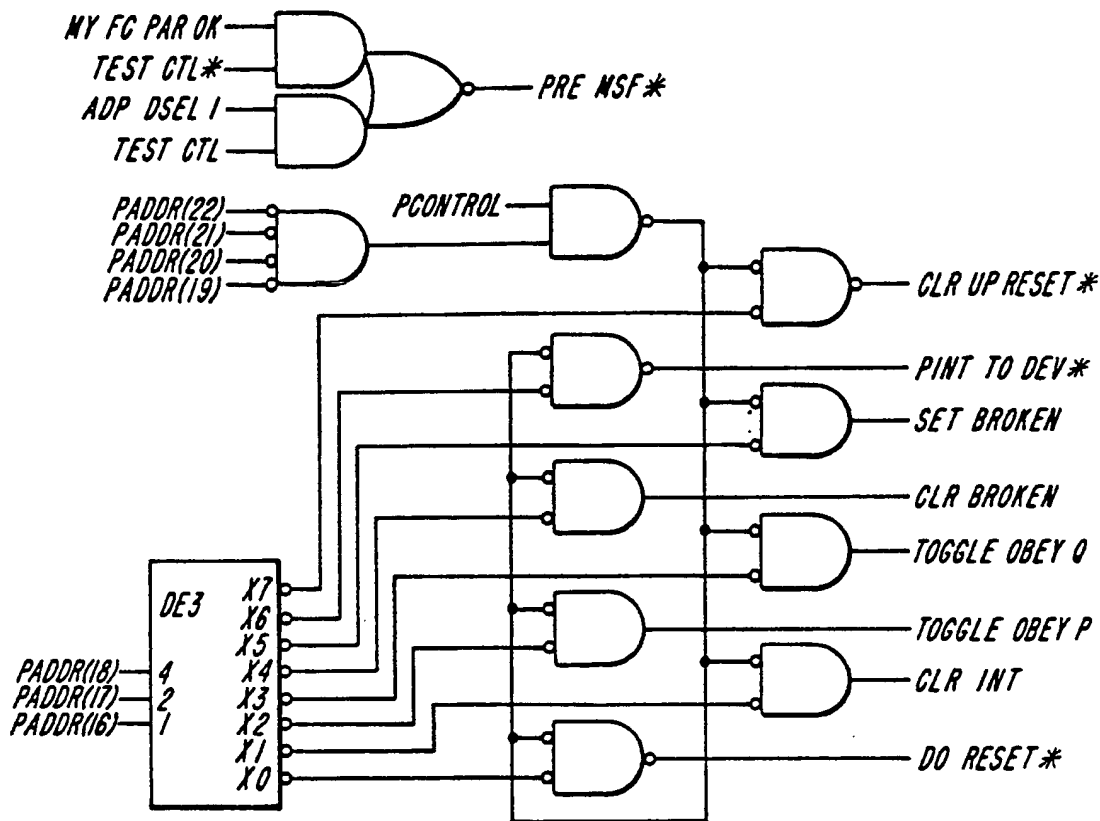 MY FC PAR OK
TEST CTL*
ADP DSEL 1
TEST CTL
PRE MSF*
PADDR(22)
PADDR(21)
PADDR(20)
PADDR(19)
PCONTROL
CLR UP RESET*
PINT TO DEV*
SET BROKEN
CLR BROKEN
TOGGLE OBEY Q
TOGGLE OBEY P
CLR INT
DO RESET*
DE3
X7
X6
X5
X4
X3
X2
X1
X0
PADDR(18) 4
PADDR(17) 2
PADDR(16) 1